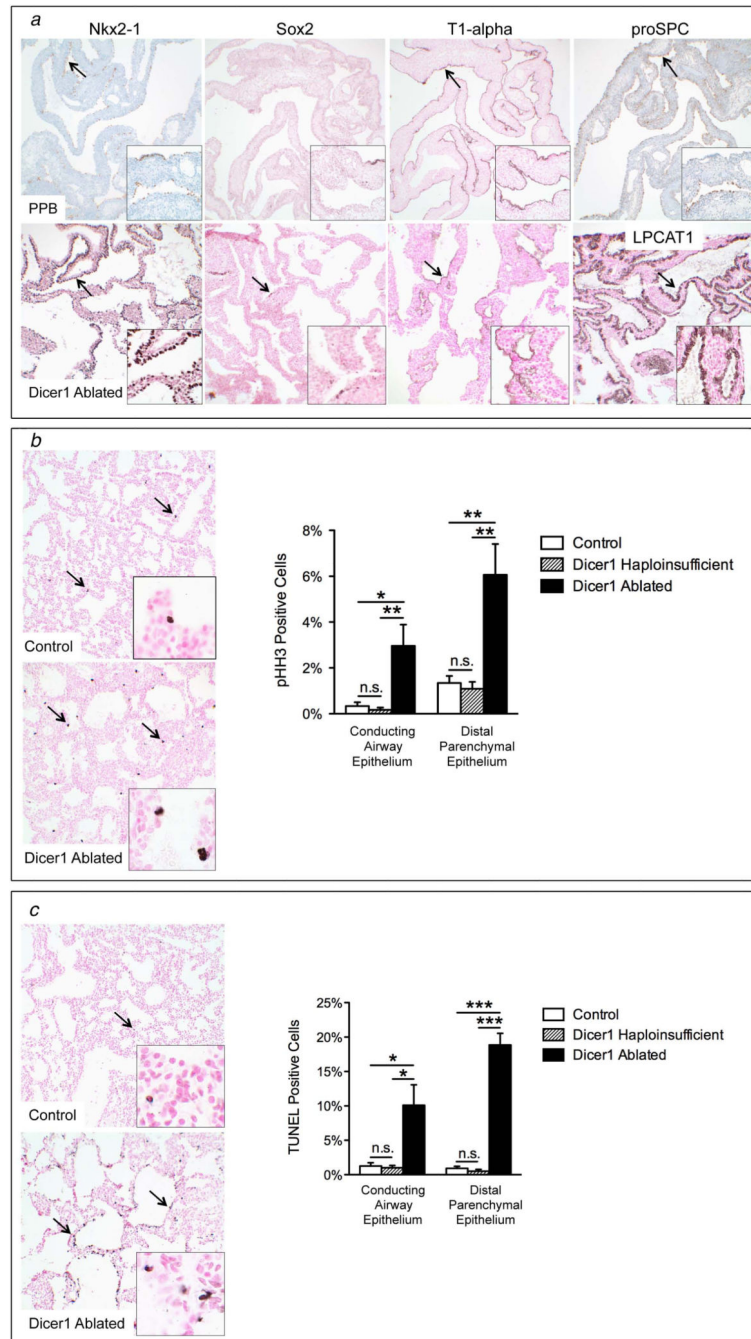 a
Nkx2-1
Sox2
T1-alpha
proSPC
PPB
LPCAT1
Dicer1 Ablated
b
Control
Dicer1 Ablated
pHH3 Positive Cells
8%
6%
4%
2%
0%
*
**
n.s.
**
**
n.s.
Conducting
Airway
Epithelium
Distal
Parenchymal
Epithelium
Control
Dicer1 Haploinsufficient
Dicer1 Ablated
c
Control
Dicer1 Ablated
TUNEL Positive Cells
25%
20%
15%
10%
5%
0%
*
*
n.s.
***
***
n.s.
Conducting
Airway
Epithelium
Distal
Parenchymal
Epithelium
Control
Dicer1 Haploinsufficient
Dicer1 Ablated